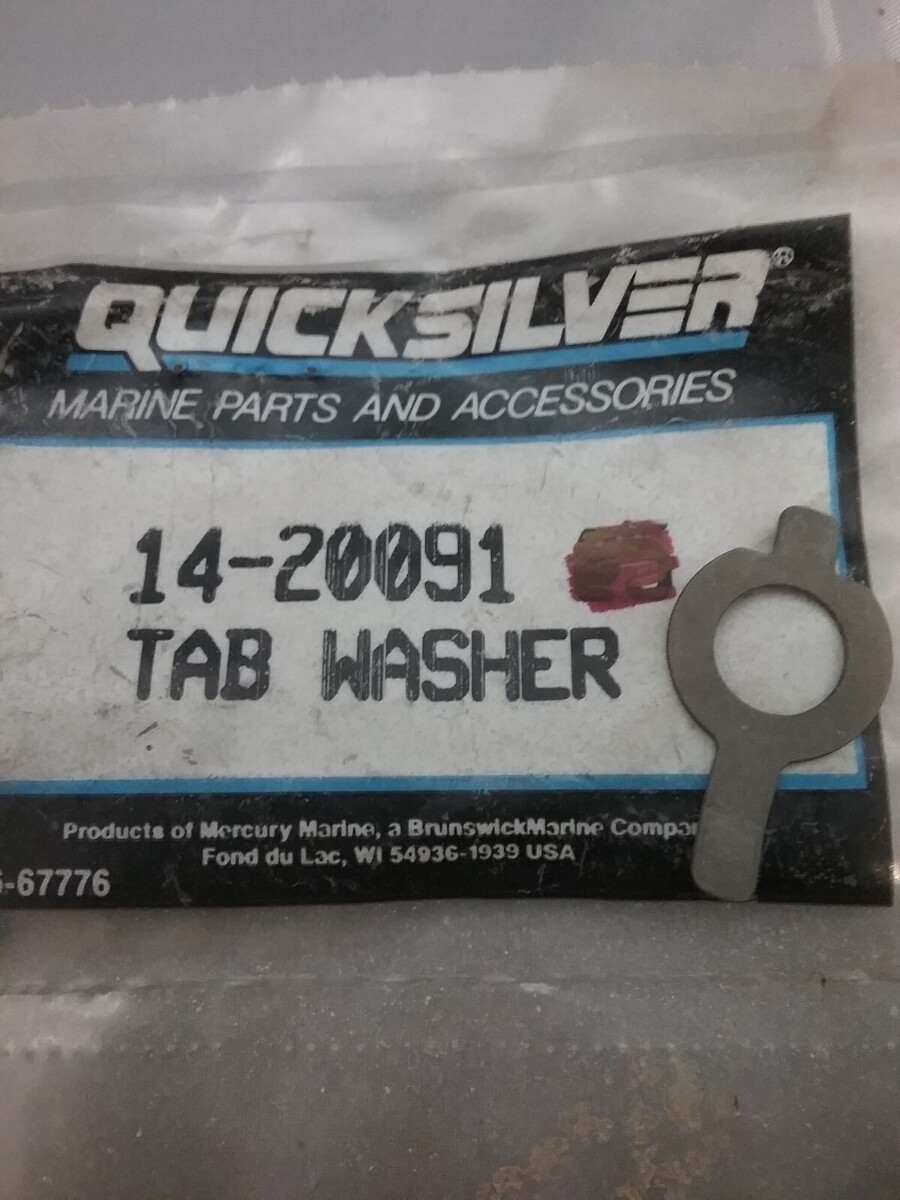 QUICKSILVER®
MARINE PARTS AND ACCESSORIES
14-20091
TAB WASHER
Products of Mercury Marine, a BrunswickMarine Compan
Fond du Lac, WI 54936-1939 USA
-67776